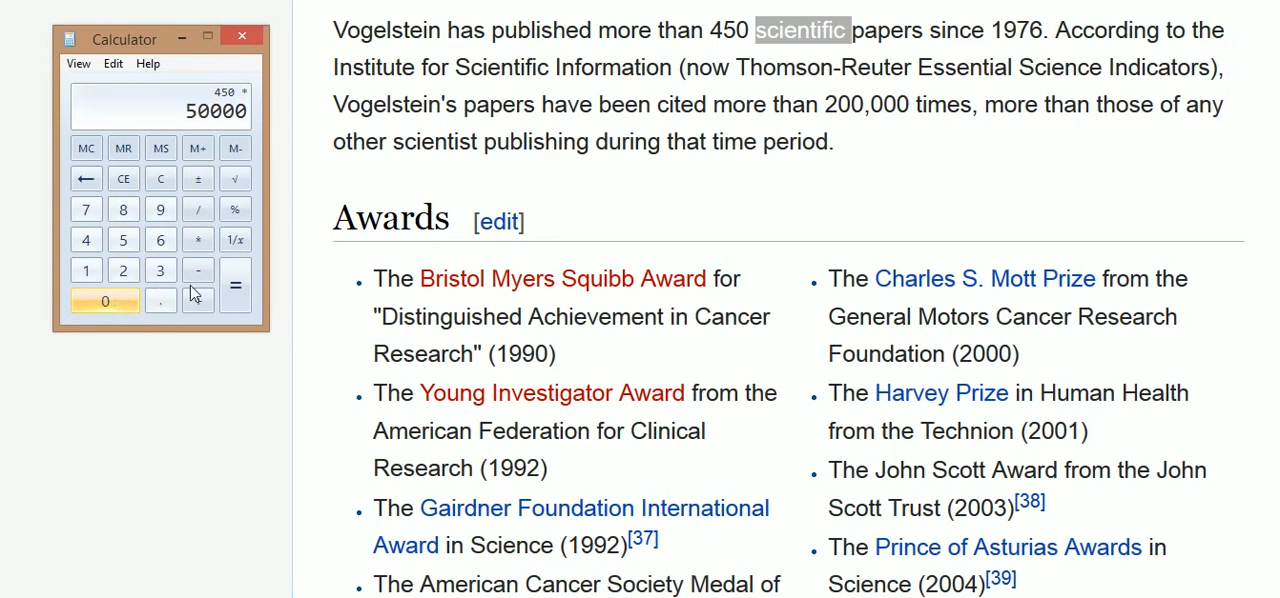 Calculator
View Edit Help
450 *
50000
MC MR MS M+ M-
← CE C ± √
7 8 9 / %
4 5 6 * 1/x
1 2 3 - =
0 .
Vogelstein has published more than 450 scientific papers since 1976. According to the
Institute for Scientific Information (now Thomson-Reuter Essential Science Indicators),
Vogelstein's papers have been cited more than 200,000 times, more than those of any
other scientist publishing during that time period.
Awards [edit]
• The Bristol Myers Squibb Award for
"Distinguished Achievement in Cancer
Research" (1990)
• The Young Investigator Award from the
American Federation for Clinical
Research (1992)
• The Gairdner Foundation International
Award in Science (1992)[37]
• The American Cancer Society Medal of
• The Charles S. Mott Prize from the
General Motors Cancer Research
Foundation (2000)
• The Harvey Prize in Human Health
from the Technion (2001)
• The John Scott Award from the John
Scott Trust (2003)[38]
• The Prince of Asturias Awards in
Science (2004)[39]